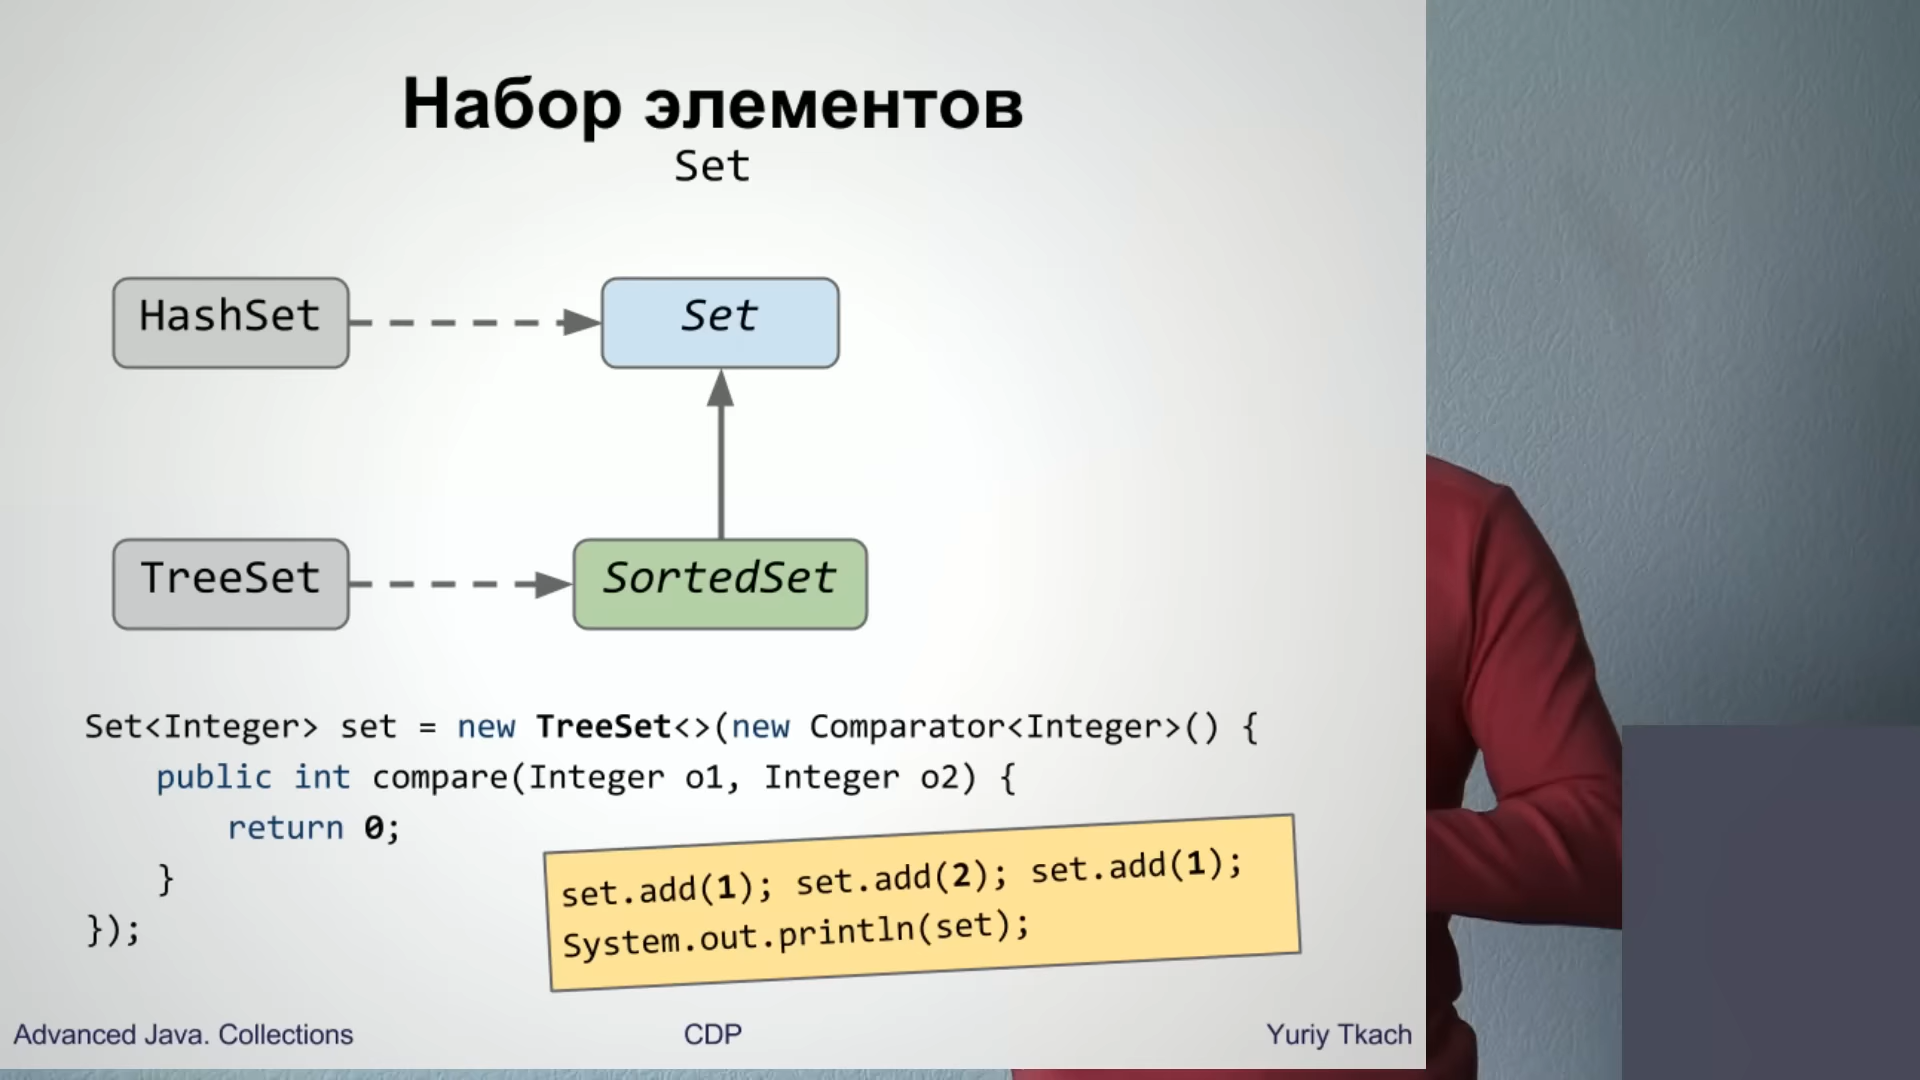 Набор элементов
Set
HashSet
Set
TreeSet
SortedSet
Set<Integer> set = new TreeSet<>(new Comparator<Integer>() {
public int compare(Integer o1, Integer o2) {
return 0;
}
});
set.add(1); set.add(2); set.add(1);
System.out.println(set);
Advanced Java. Collections
CDP
Yuriy Tkach